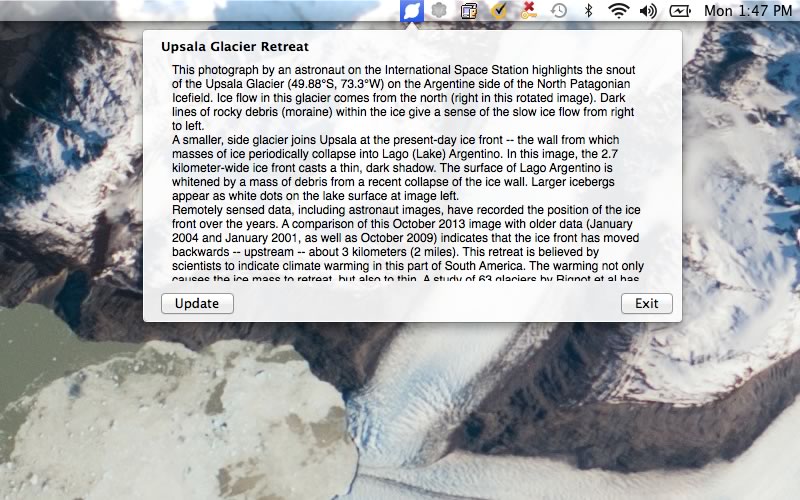 Mon 1:47 PM
Upsala Glacier Retreat
This photograph by an astronaut on the International Space Station highlights the snout
of the Upsala Glacier (49.88°S, 73.3°W) on the Argentine side of the North Patagonian
Icefield. Ice flow in this glacier comes from the north (right in this rotated image). Dark
lines of rocky debris (moraine) within the ice give a sense of the slow ice flow from right
to left.
A smaller, side glacier joins Upsala at the present-day ice front -- the wall from which
masses of ice periodically collapse into Lago (Lake) Argentino. In this image, the 2.7
kilometer-wide ice front casts a thin, dark shadow. The surface of Lago Argentino is
whitened by a mass of debris from a recent collapse of the ice wall. Larger icebergs
appear as white dots on the lake surface at image left.
Remotely sensed data, including astronaut images, have recorded the position of the ice
front over the years. A comparison of this October 2013 image with older data (January
2004 and January 2001, as well as October 2009) indicates that the ice front has moved
backwards -- upstream -- about 3 kilometers (2 miles). This retreat is believed by
scientists to indicate climate warming in this part of South America. The warming not only
causes the ice mass to retreat, but also to thin. A study of 63 glaciers by Rignot et al has
Update
Exit